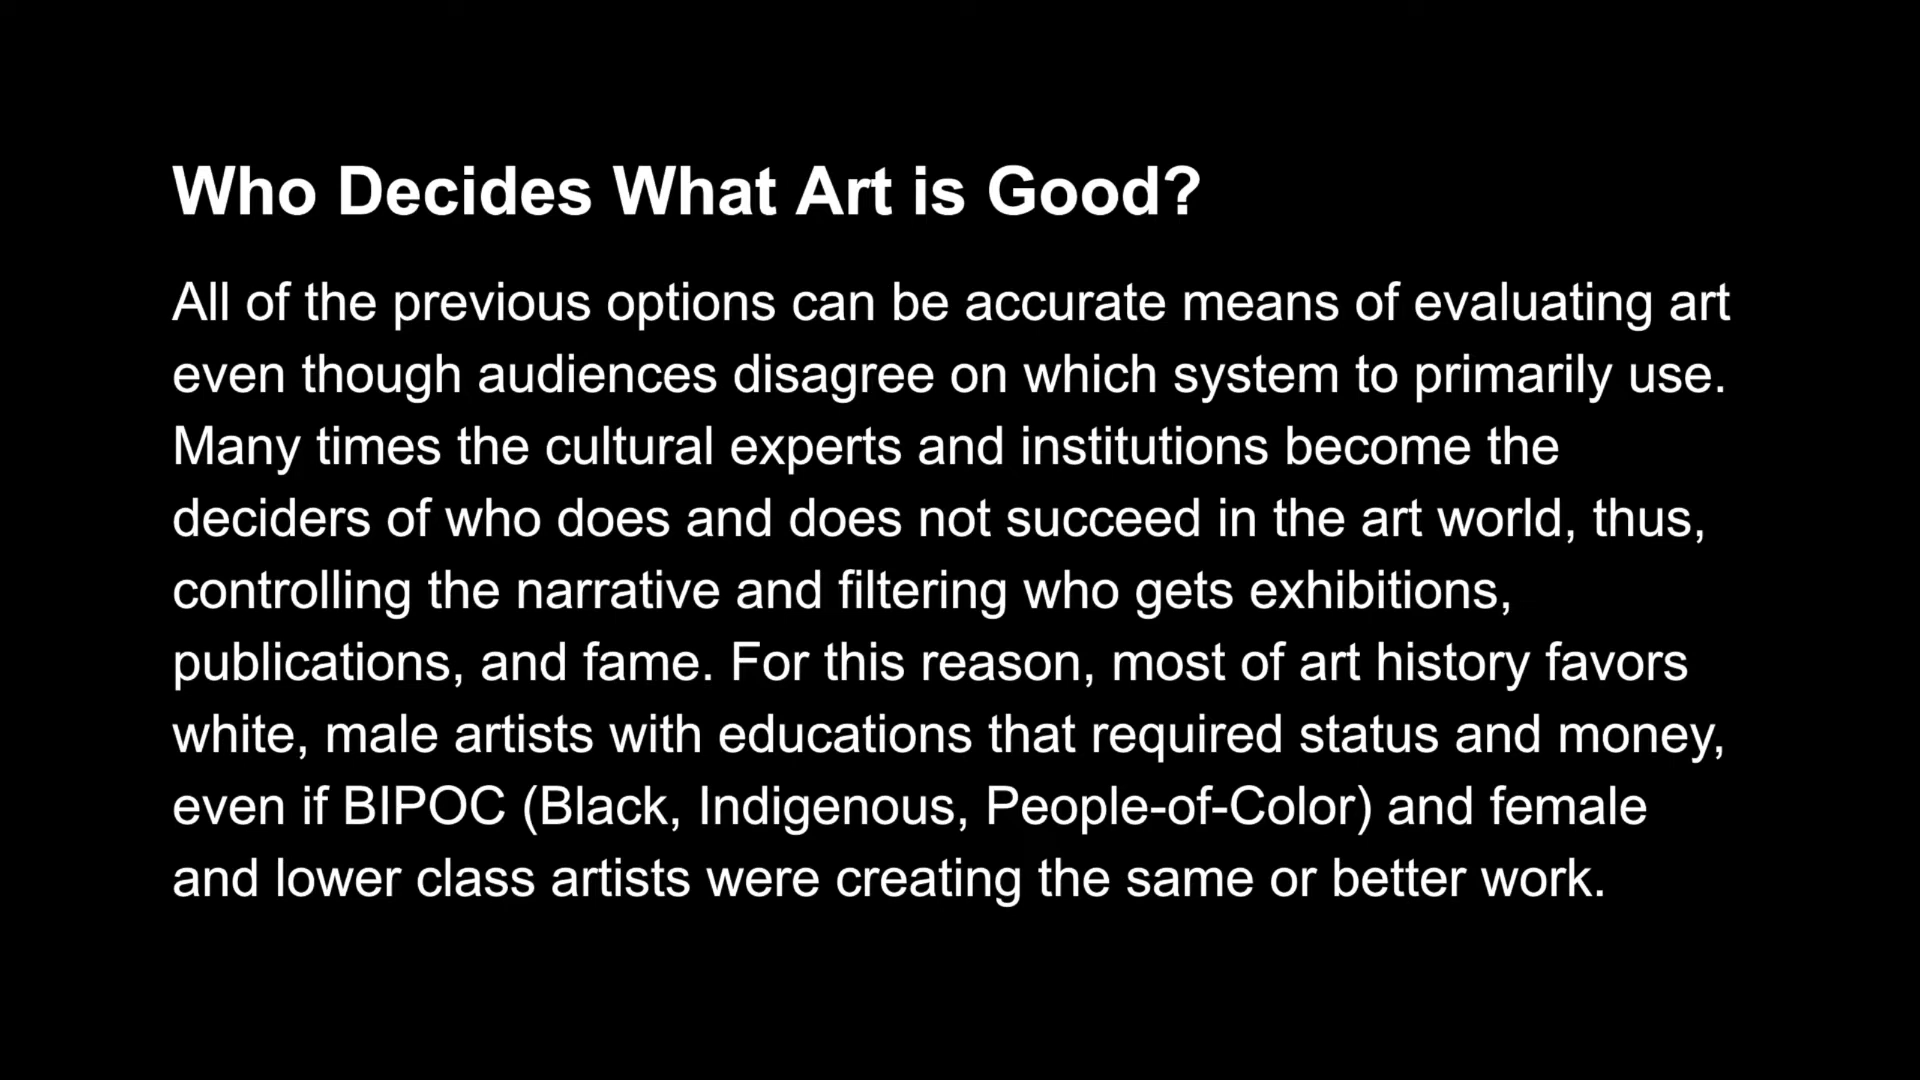 Who Decides What Art is Good?
All of the previous options can be accurate means of evaluating art
even though audiences disagree on which system to primarily use.
Many times the cultural experts and institutions become the
deciders of who does and does not succeed in the art world, thus,
controlling the narrative and filtering who gets exhibitions,
publications, and fame. For this reason, most of art history favors
white, male artists with educations that required status and money,
even if BIPOC (Black, Indigenous, People-of-Color) and female
and lower class artists were creating the same or better work.